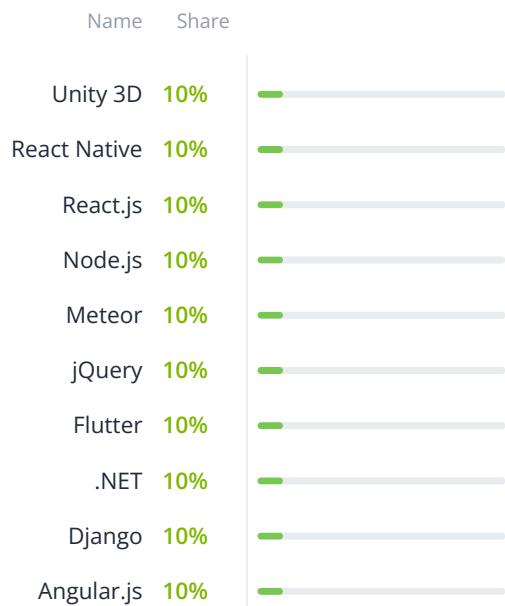 Name Share
Unity 3D 10%
React Native 10%
React.js 10%
Node.js 10%
Meteor 10%
jQuery 10%
Flutter 10%
.NET 10%
Django 10%
Angular.js 10%